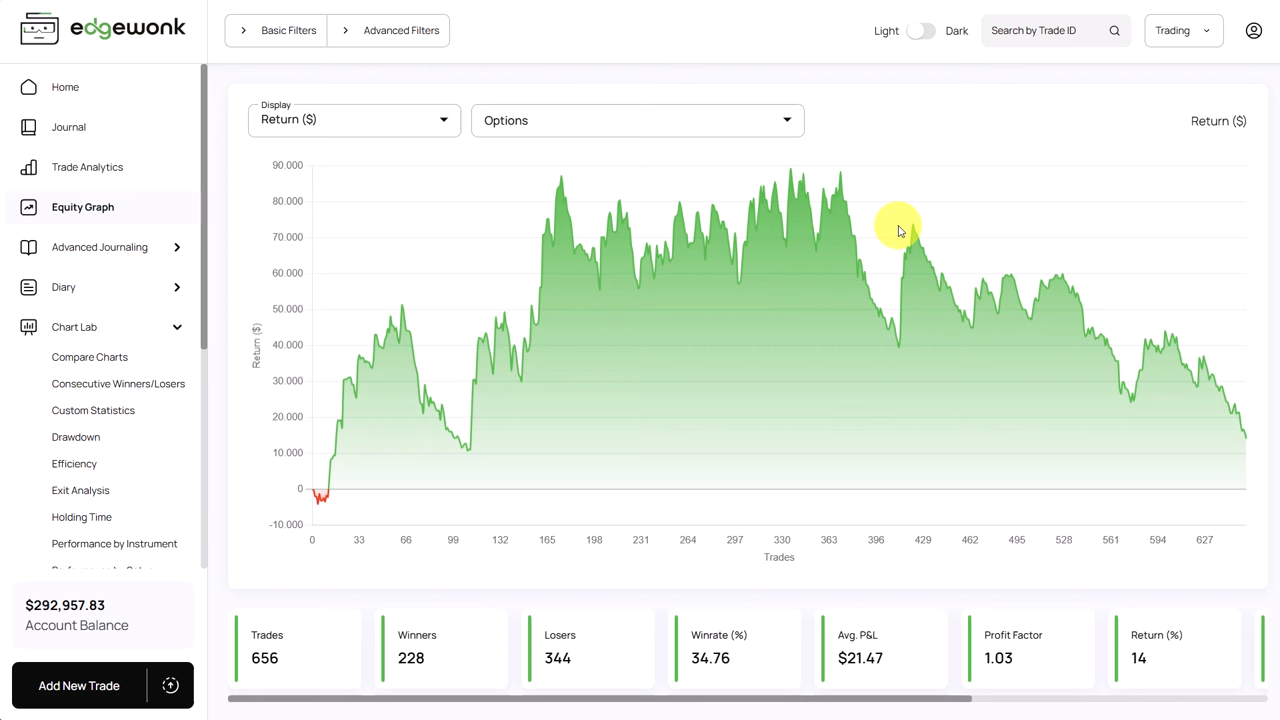 edgewonk
Basic Filters
Advanced Filters
Light
Dark
Search by Trade ID
Trading
Home
Journal
Trade Analytics
Equity Graph
Advanced Journaling
Diary
Chart Lab
Compare Charts
Consecutive Winners/Losers
Custom Statistics
Drawdown
Efficiency
Exit Analysis
Holding Time
Performance by Instrument
$292,957.83
Account Balance
Add New Trade
Display
Return ($)
Options
Return ($)
90.000
80.000
70.000
60.000
50.000
40.000
30.000
20.000
10.000
0
-10.000
Return ($)
0 33 66 99 132 165 198 231 264 297 330 363 396 429 462 495 528 561 594 627
Trades
Trades
656
Winners
228
Losers
344
Winrate (%)
34.76
Avg. P&L
$21.47
Profit Factor
1.03
Return (%)
14